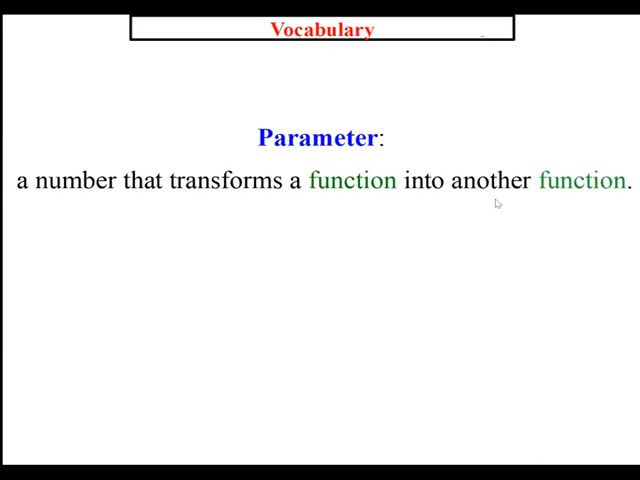 Vocabulary
Parameter:
a number that transforms a function into another function.